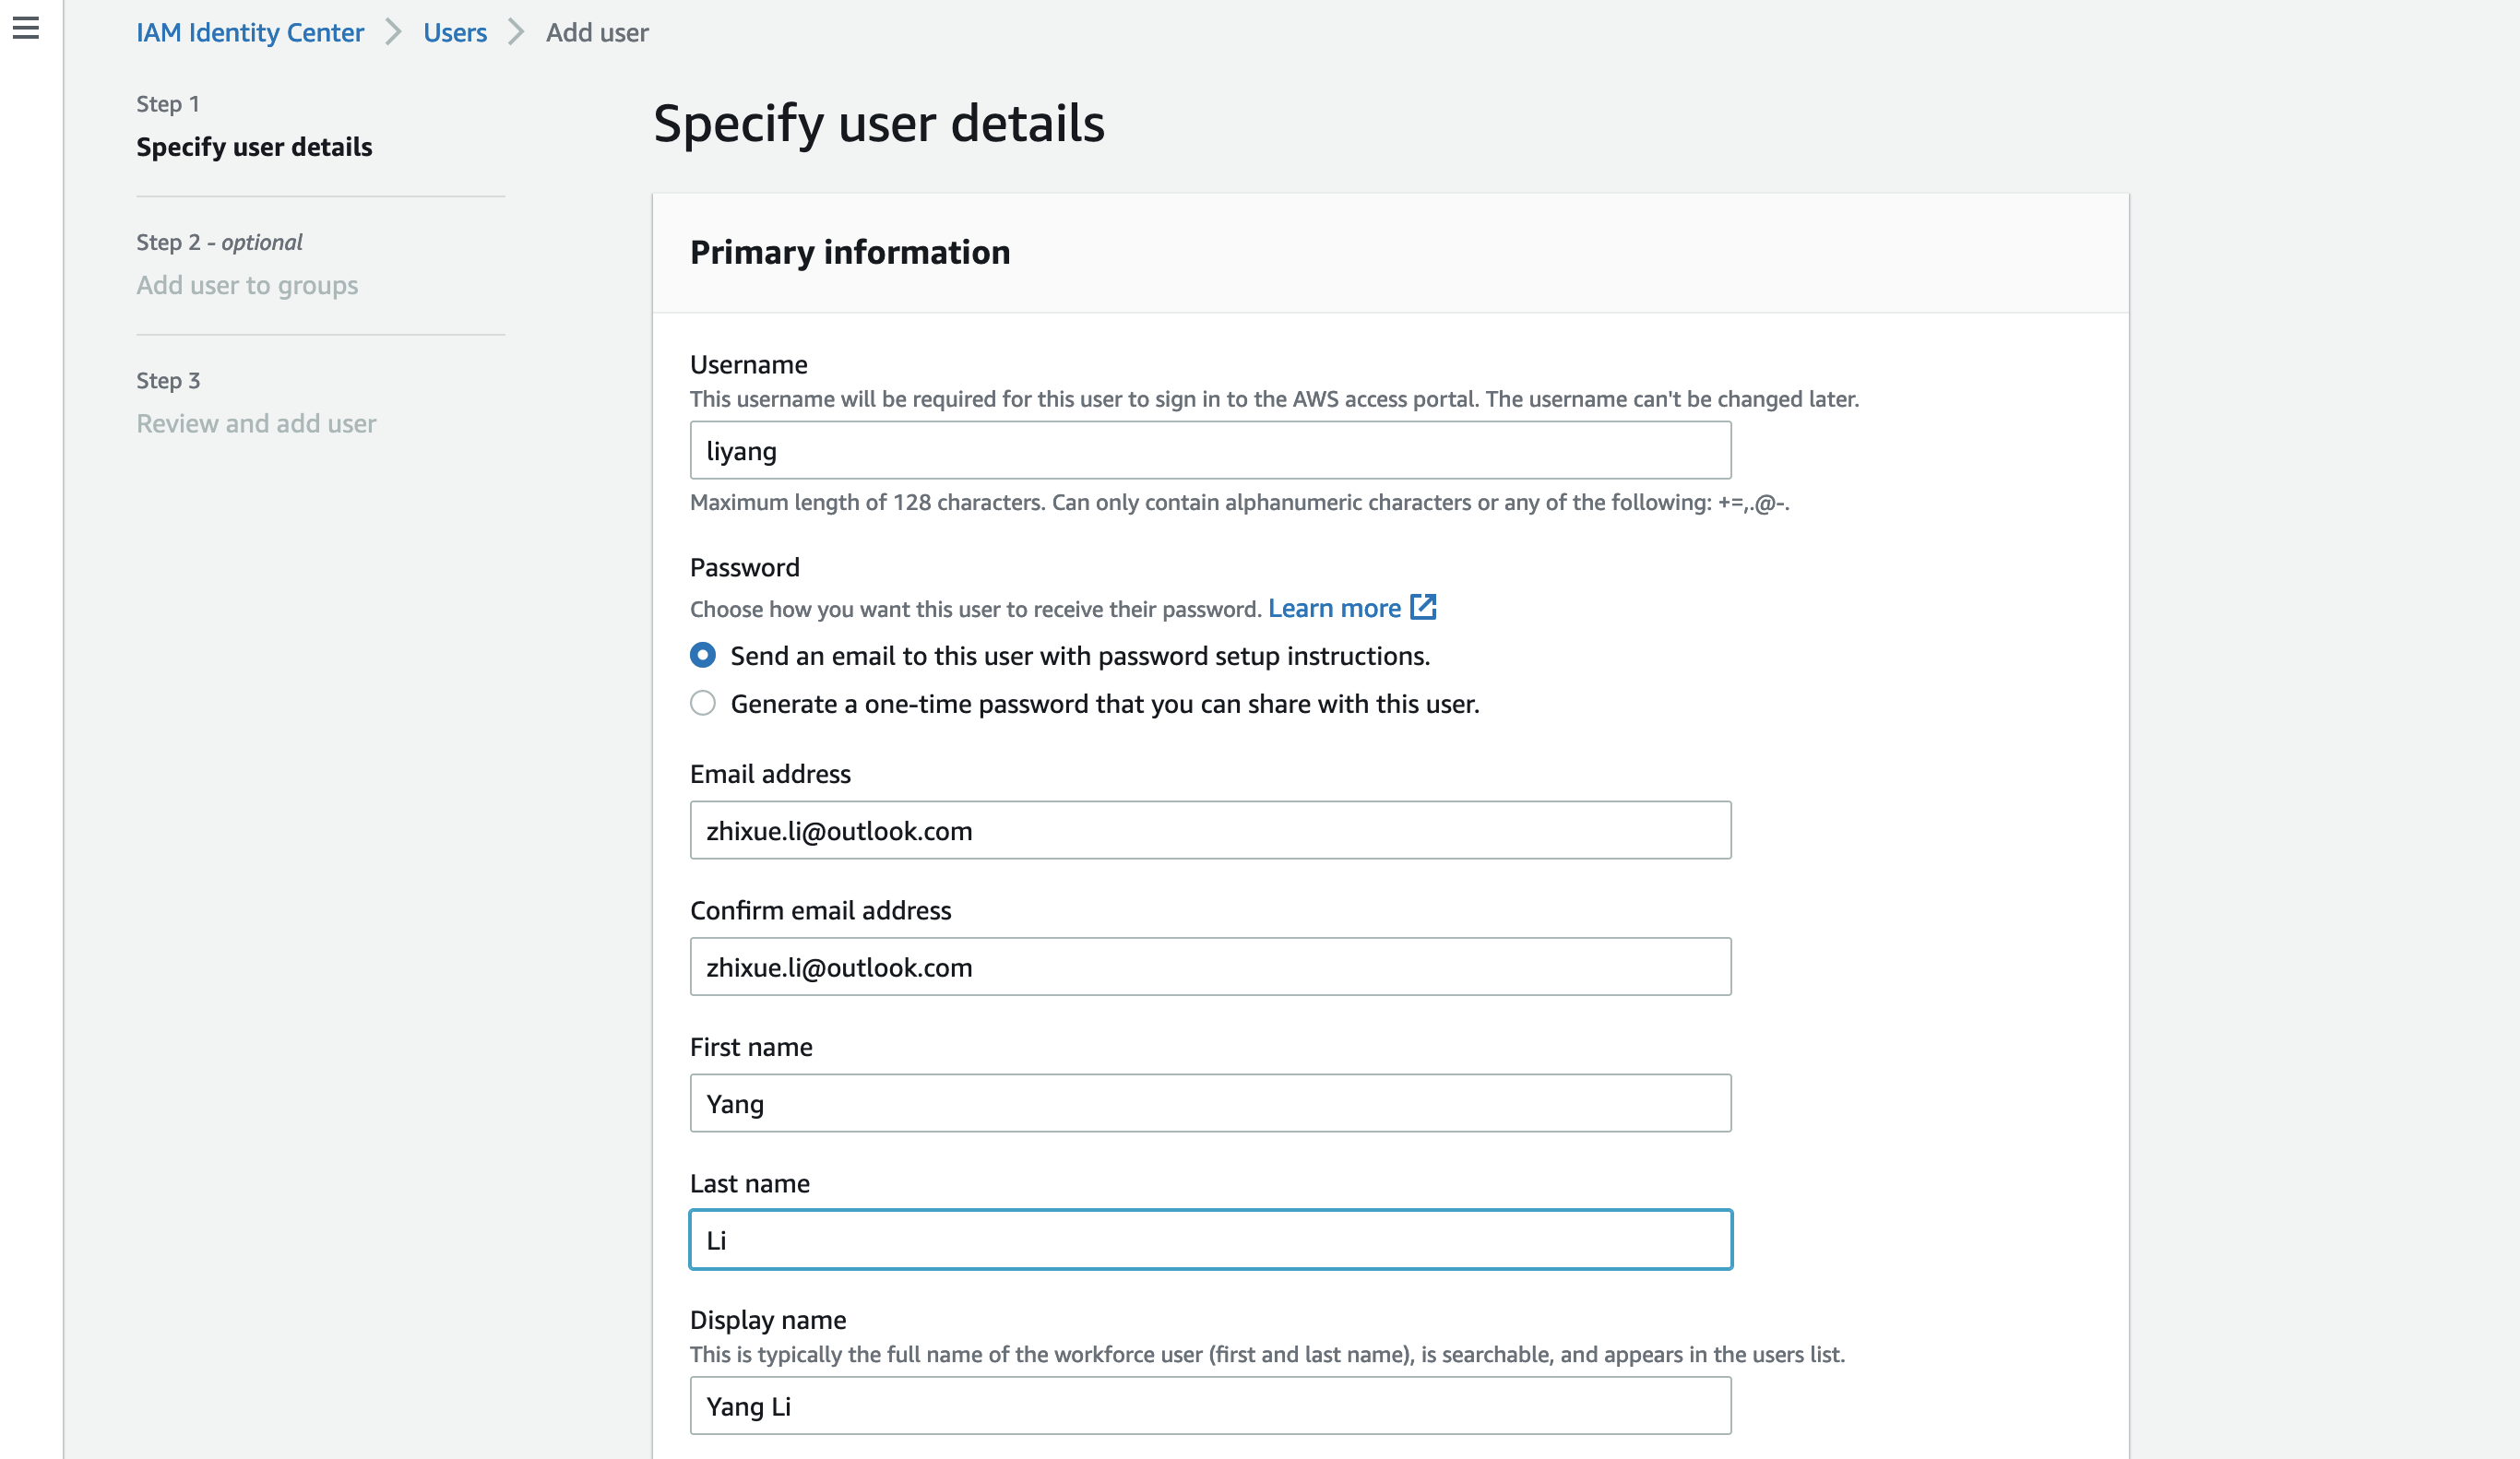 IAM Identity Center > Users > Add user
Step 1
Specify user details
Step 2 - optional
Add user to groups
Step 3
Review and add user
Specify user details
Primary information
Username
This username will be required for this user to sign in to the AWS access portal. The username can't be changed later.
liyang
Maximum length of 128 characters. Can only contain alphanumeric characters or any of the following: +=,.@-.
Password
Choose how you want this user to receive their password. Learn more
Send an email to this user with password setup instructions.
Generate a one-time password that you can share with this user.
Email address
zhixue.li@outlook.com
Confirm email address
zhixue.li@outlook.com
First name
Yang
Last name
Li
Display name
This is typically the full name of the workforce user (first and last name), is searchable, and appears in the users list.
Yang Li